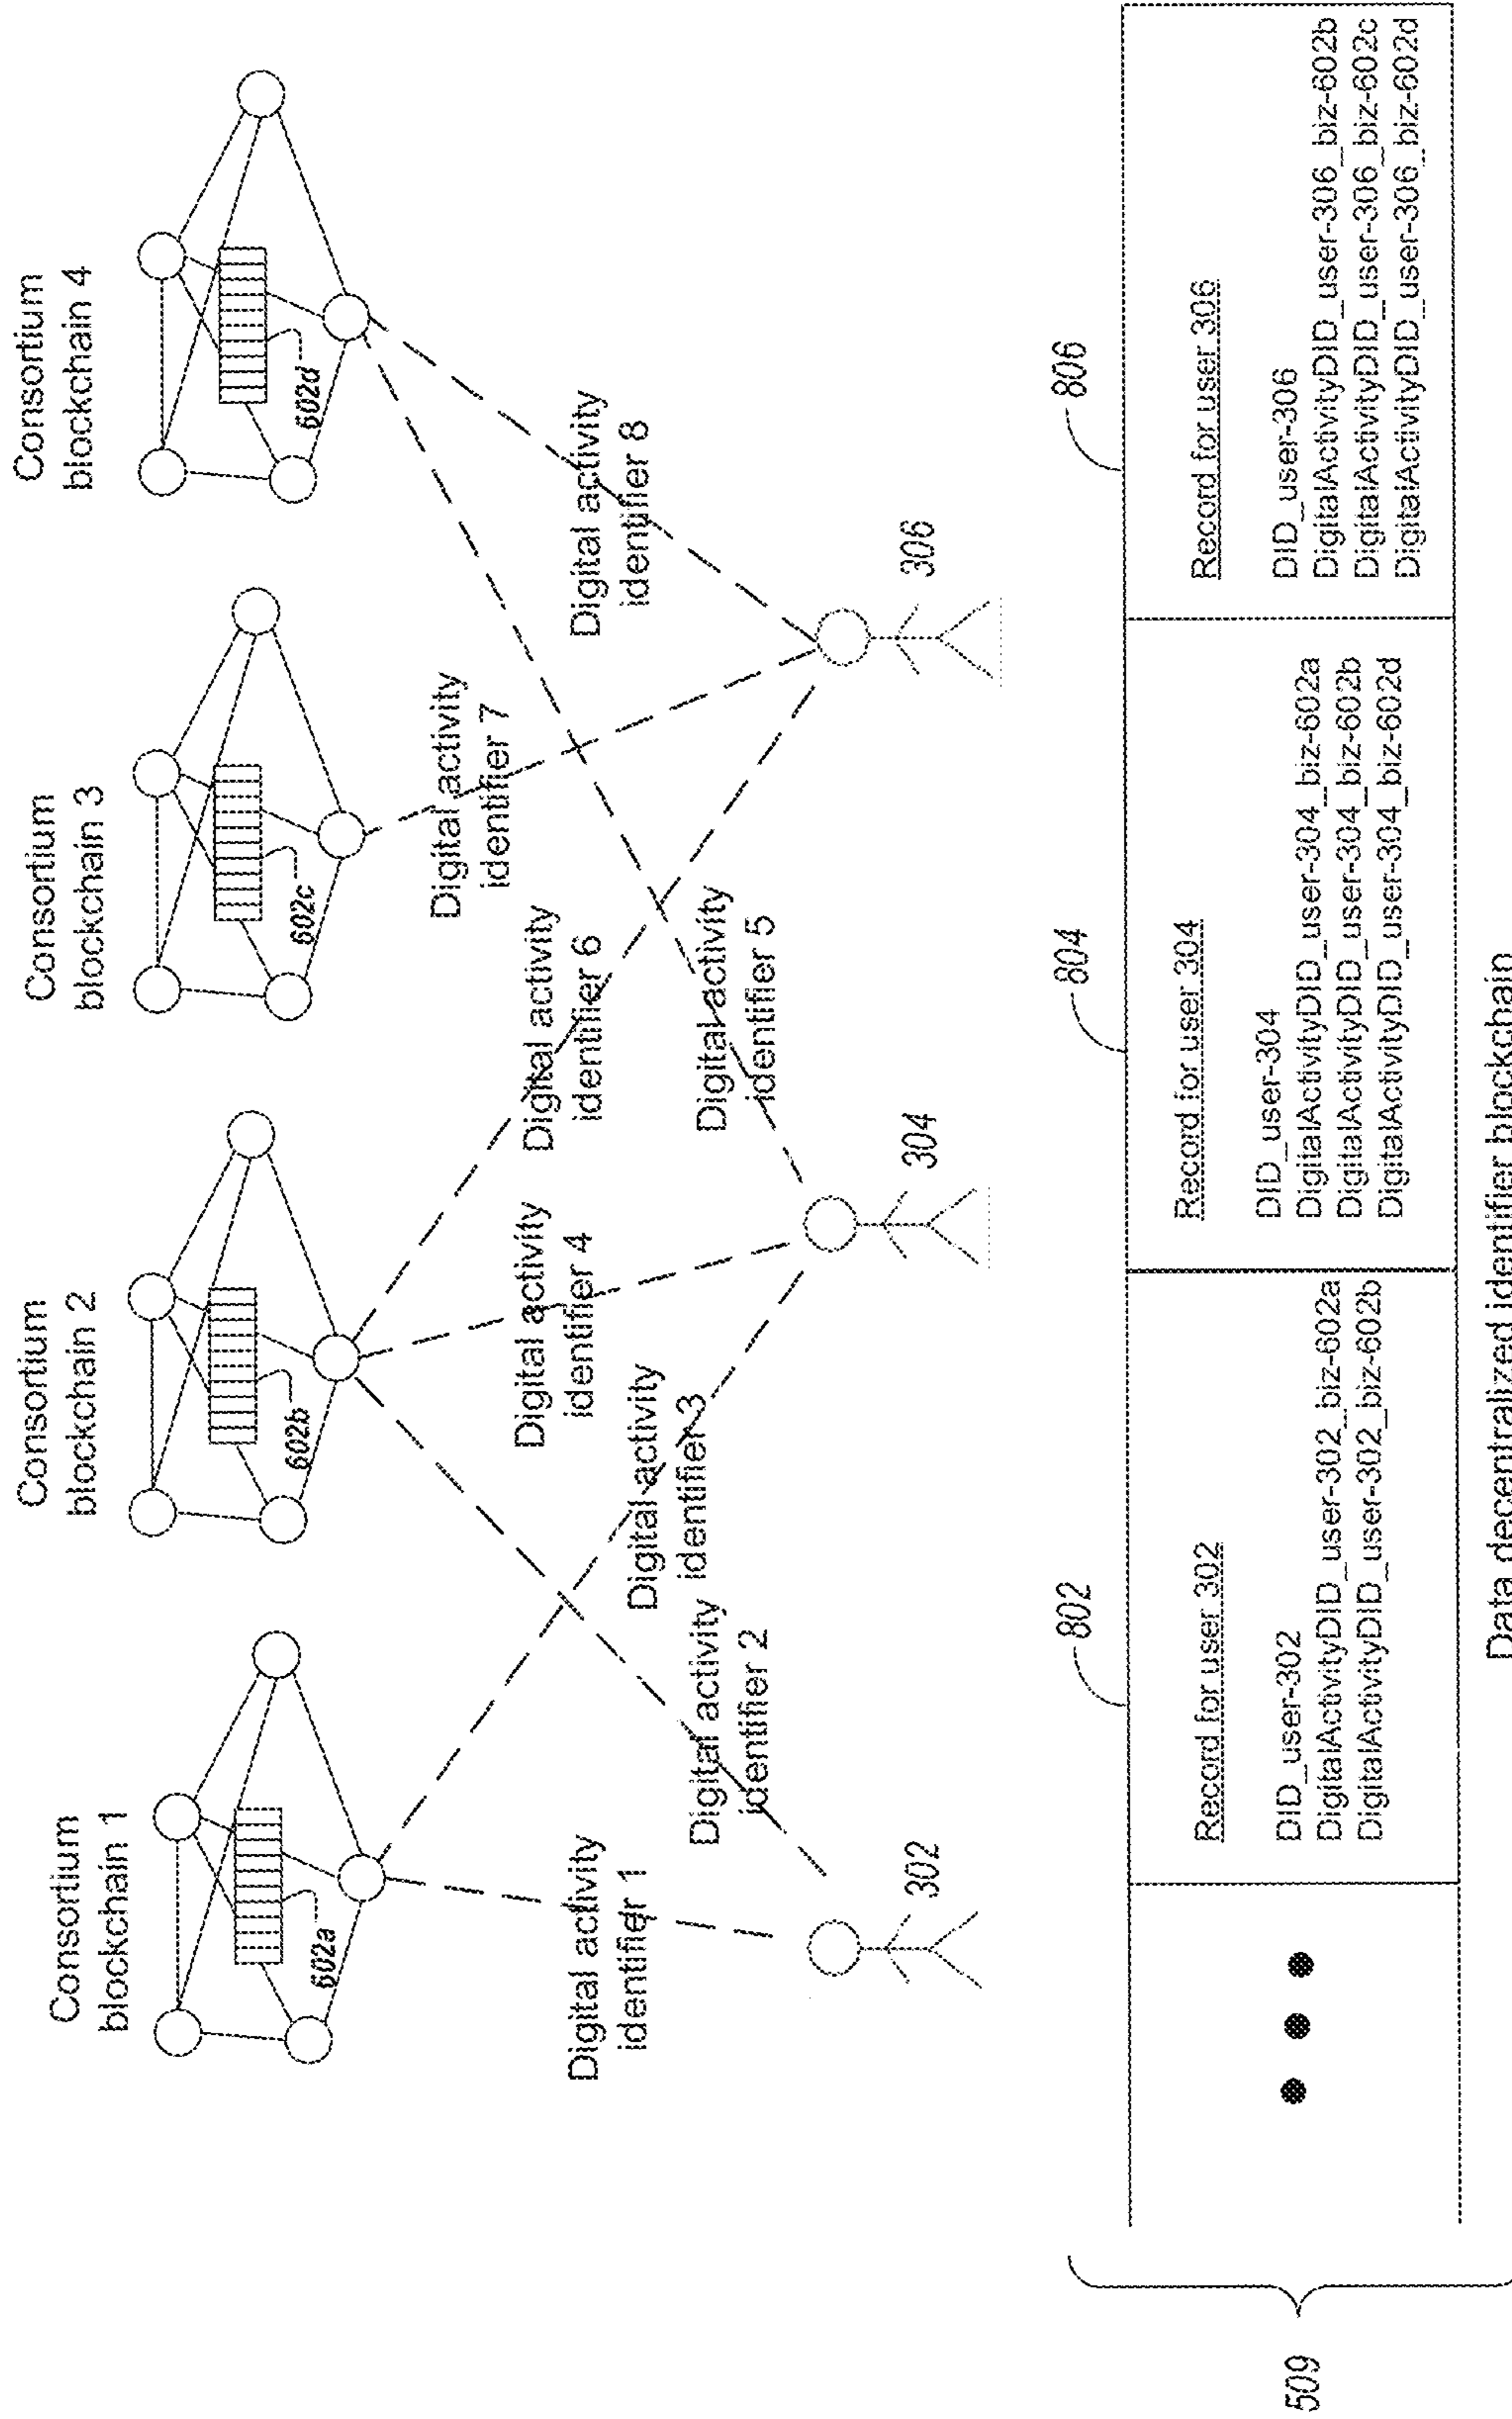 Consortium
blockchain 1
Consortium
blockchain 2
Consortium
blockchain 3
Consortium
blockchain 4
602a
602b
602c
602d
Digital activity
identifier 1
Digital activity
identifier 2
Digital activity
identifier 3
Digital activity
identifier 4
Digital activity
identifier 5
Digital activity
identifier 6
Digital activity
identifier 7
Digital activity
identifier 8
302
304
306
802
804
806
509
Record for user 302
DID_user-302
DigitalActivityDID_user-302_biz-602a
DigitalActivityDID_user-302_biz-602b
Record for user 304
DID_user-304
DigitalActivityDID_user-304_biz-602a
DigitalActivityDID_user-304_biz-602b
DigitalActivityDID_user-304_biz-602d
Record for user 306
DID_user-306
DigitalActivityDID_user-306_biz-602b
DigitalActivityDID_user-306_biz-602c
DigitalActivityDID_user-306_biz-602d
Data decentralized identifier blockchain